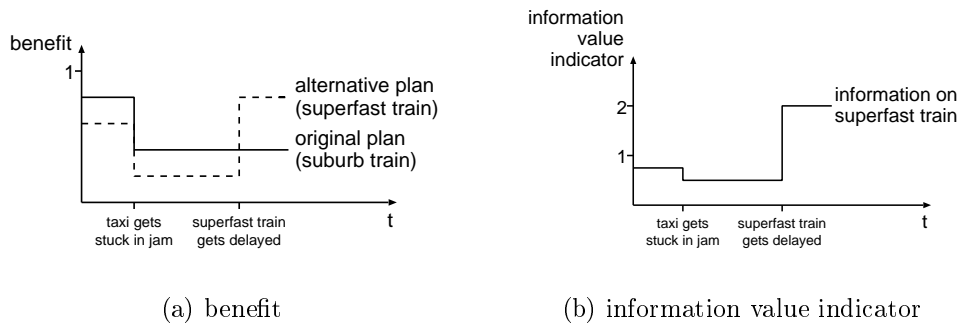 benefit
1
alternative plan
(superfast train)
original plan
(suburb train)
t
taxi gets
stuck in jam
superfast train
gets delayed
(a) benefit
information
value
indicator
2
1
information on
superfast train
t
taxi gets
stuck in jam
superfast train
gets delayed
(b) information value indicator